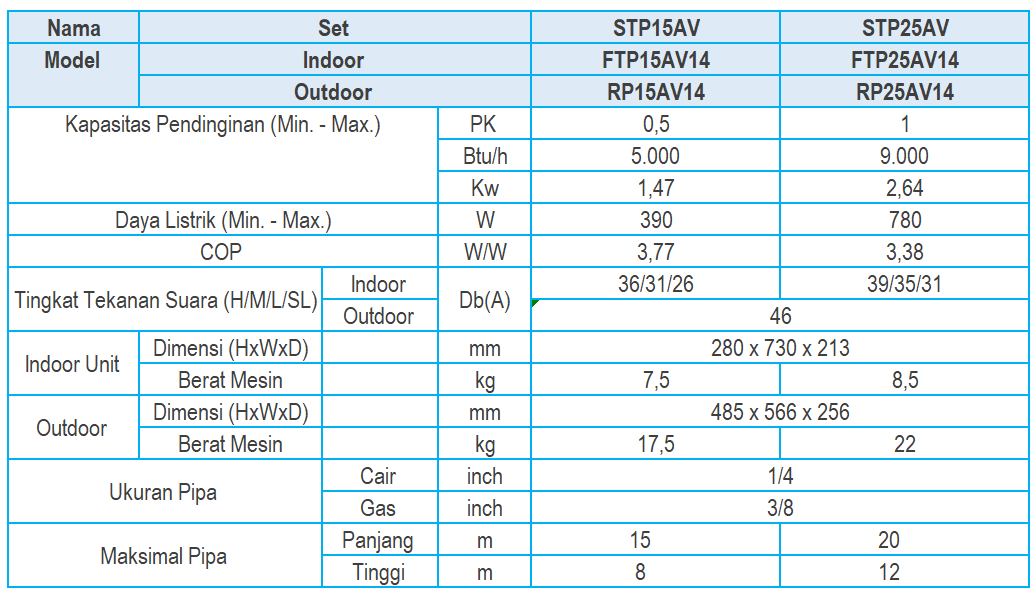 Nama Set STP15AV STP25AV
Model Indoor FTP15AV14 FTP25AV14
Outdoor RP15AV14 RP25AV14
Kapasitas Pendinginan (Min. - Max.) PK 0,5 1
Btu/h 5.000 9.000
Kw 1,47 2,64
Daya Listrik (Min. - Max.) W 390 780
COP W/W 3,77 3,38
Tingkat Tekanan Suara (H/M/L/SL) Indoor Db(A) 36/31/26 39/35/31
Outdoor 46
Indoor Unit Dimensi (HxWxD) mm 280 x 730 x 213
Berat Mesin kg 7,5 8,5
Outdoor Dimensi (HxWxD) mm 485 x 566 x 256
Berat Mesin kg 17,5 22
Ukuran Pipa Cair inch 1/4
Gas inch 3/8
Maksimal Pipa Panjang m 15 20
Tinggi m 8 12